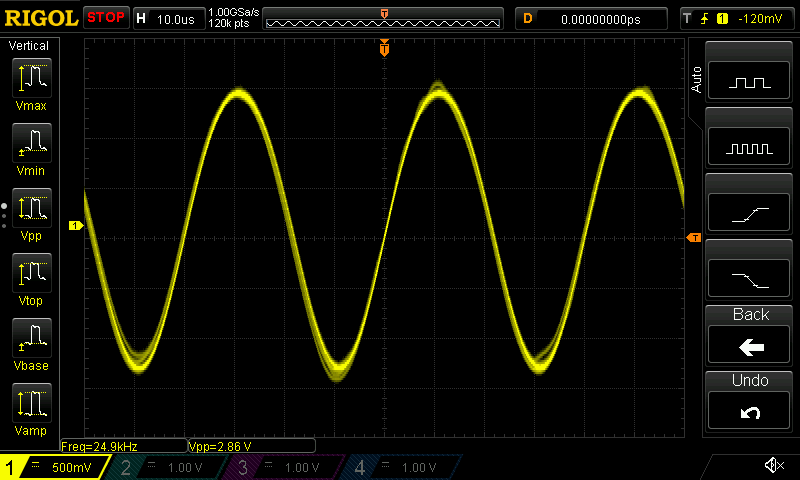 RIGOL STOP H 10.0us 1.00GSa/s
120k pts
T
D 0.00000000ps T 1 -120mV
Vertical
T
Auto
Vmax
Vmin
Vpp
1
T
Vtop
Vbase
Back
Vamp
Undo
Freq=24.9kHz Vpp=2.86 V
1 500mV 2 1.00 V 3 1.00 V 4 1.00 V